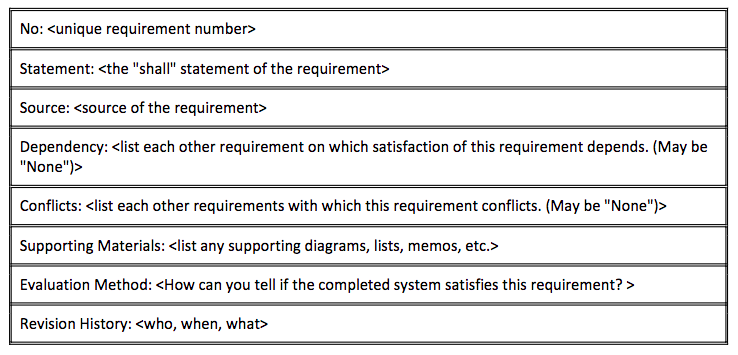 No: <unique requirement number>
Statement: <the "shall" statement of the requirement>
Source: <source of the requirement>
Dependency: <list each other requirement on which satisfaction of this requirement depends. (May be
"None")>
Conflicts: <list each other requirements with which this requirement conflicts. (May be "None")>
Supporting Materials: <list any supporting diagrams, lists, memos, etc.>
Evaluation Method: <How can you tell if the completed system satisfies this requirement? >
Revision History: <who, when, what>